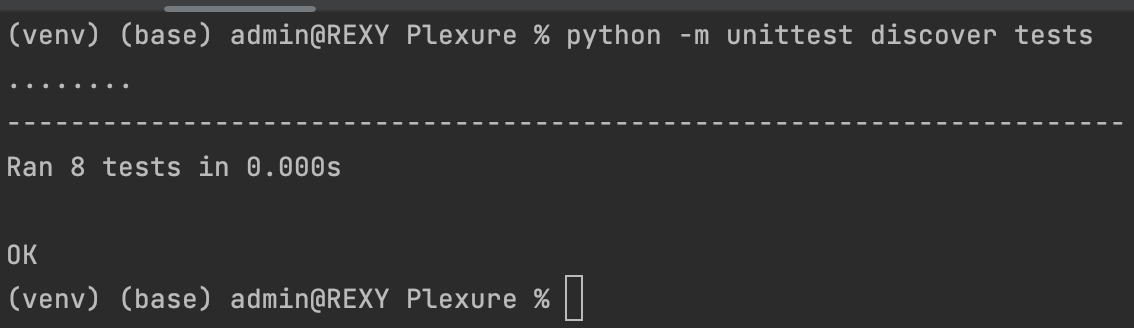 (venv) (base) admin@REXY Plexure % python -m unittest discover tests
........
----------------------------------------------------------------------
Ran 8 tests in 0.000s
OK
(venv) (base) admin@REXY Plexure %